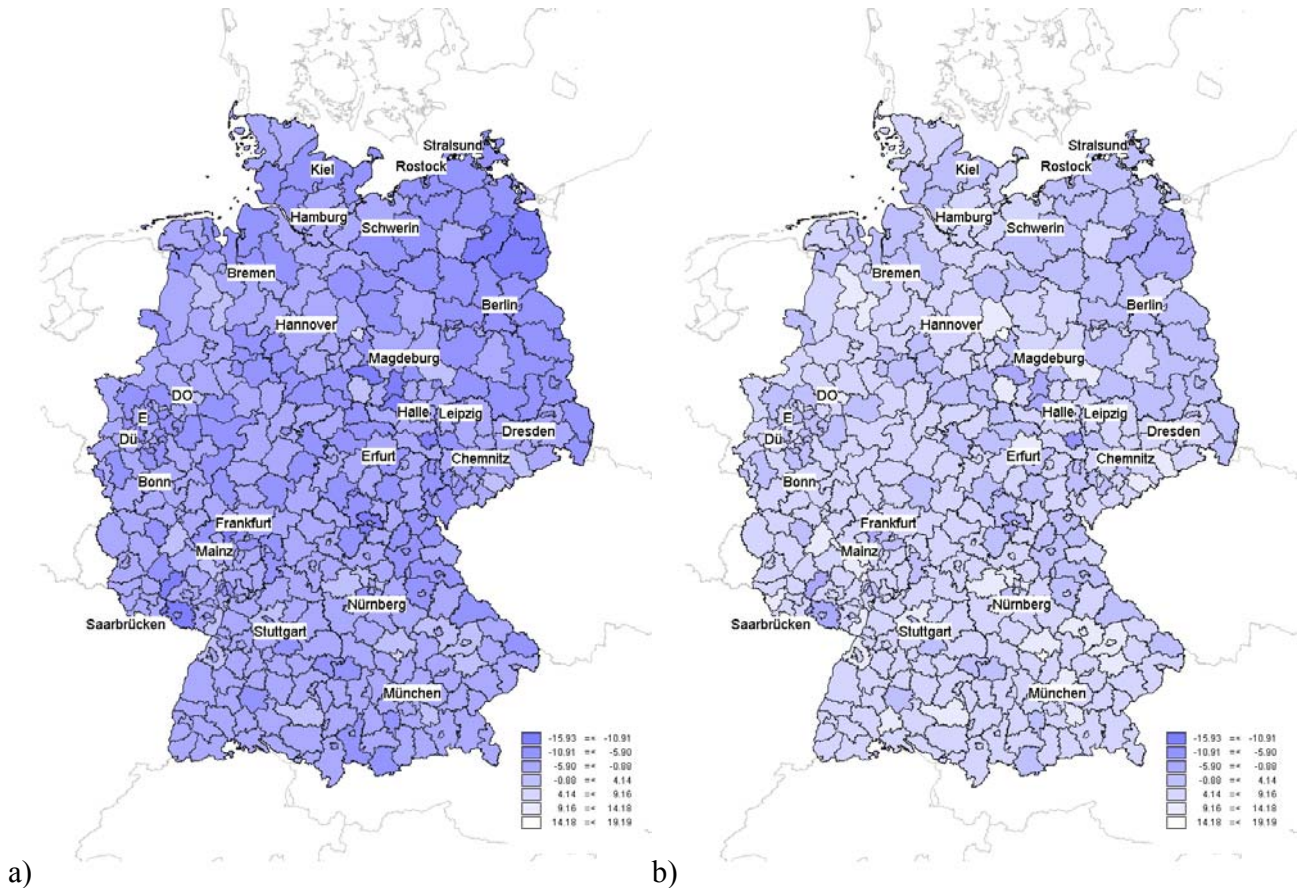 Stralsund
Kiel
Rostock
Hamburg
Schwerin
Bremen
Berlin
Hannover
Magdeburg
DO
E
Halle
Leipzig
Dü
Dresden
Erfurt
Chemnitz
Bonn
Frankfurt
Mainz
Nürnberg
Saarbrücken
Stuttgart
München
-15.93 =< -10.91
-10.91 =< -5.90
-5.90 =< -0.88
-0.88 =< 4.14
4.14 =< 9.16
9.16 =< 14.18
14.18 =< 19.19
a)
Stralsund
Kiel
Rostock
Hamburg
Schwerin
Bremen
Berlin
Hannover
Magdeburg
DO
E
Halle
Leipzig
Dü
Dresden
Erfurt
Chemnitz
Bonn
Frankfurt
Mainz
Nürnberg
Saarbrücken
Stuttgart
München
-15.93 =< -10.91
-10.91 =< -5.90
-5.90 =< -0.88
-0.88 =< 4.14
4.14 =< 9.16
9.16 =< 14.18
14.18 =< 19.19
b)